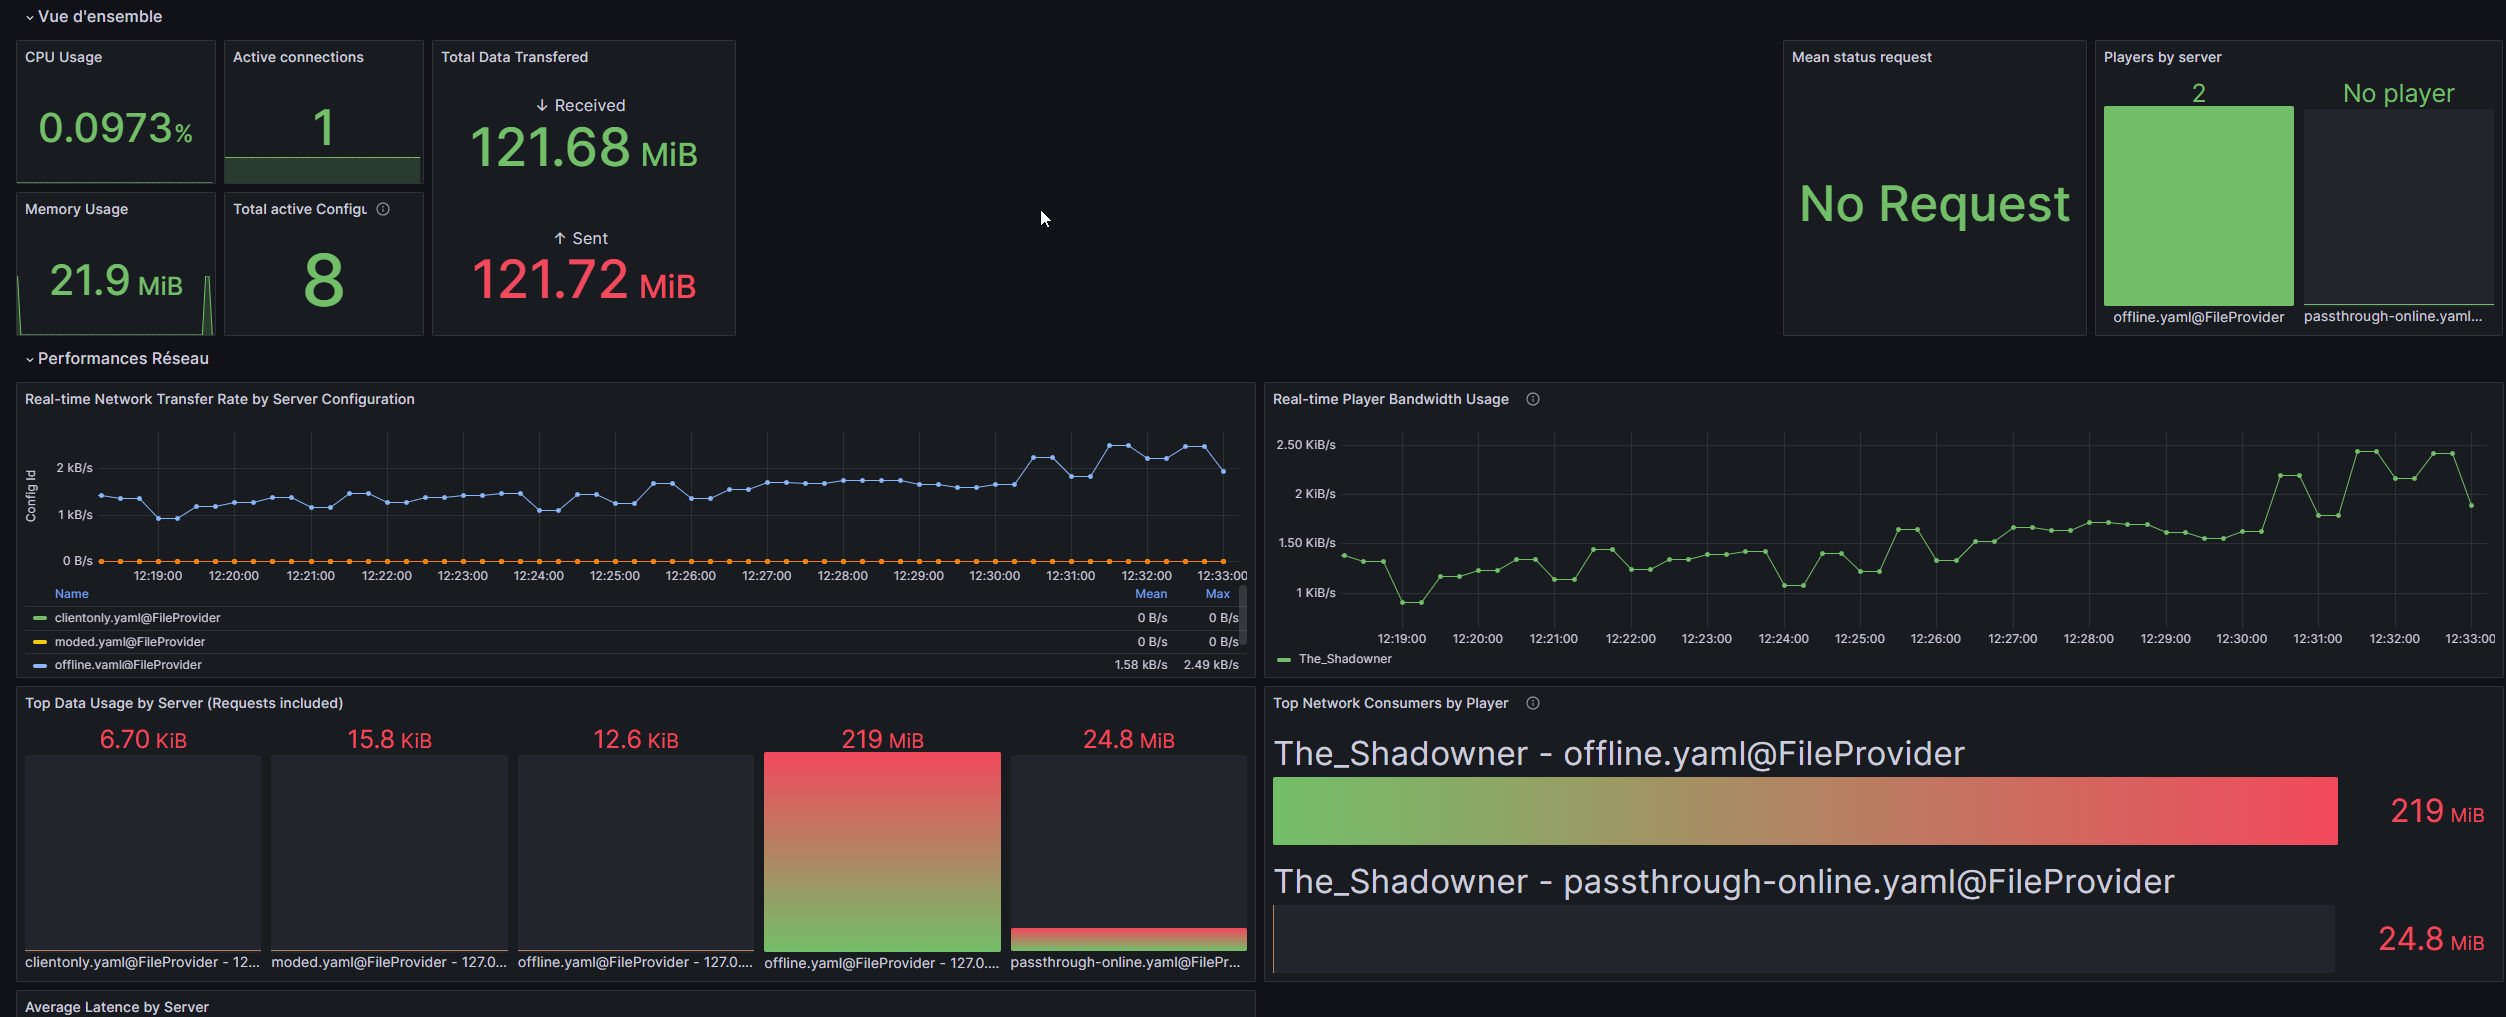 Vue d'ensemble
CPU Usage
0.0973%
Active connections
1
Total Data Transfered
↓ Received
121.68 MiB
↑ Sent
121.72 MiB
Mean status request
No Request
Players by server
2
No player
offline.yaml@FileProvider
passthrough-online.yaml...
Memory Usage
21.9 MiB
Total active Configu
8
Performances Réseau
Real-time Network Transfer Rate by Server Configuration
Config Id
2 kB/s
1 kB/s
0 B/s
12:19:00 12:20:00 12:21:00 12:22:00 12:23:00 12:24:00 12:25:00 12:26:00 12:27:00 12:28:00 12:29:00 12:30:00 12:31:00 12:32:00 12:33:00
Name Mean Max
clientonly.yaml@FileProvider 0 B/s 0 B/s
moded.yaml@FileProvider 0 B/s 0 B/s
offline.yaml@FileProvider 1.58 kB/s 2.49 kB/s
Real-time Player Bandwidth Usage
2.50 KiB/s
2 KiB/s
1.50 KiB/s
1 KiB/s
12:19:00 12:20:00 12:21:00 12:22:00 12:23:00 12:24:00 12:25:00 12:26:00 12:27:00 12:28:00 12:29:00 12:30:00 12:31:00 12:32:00 12:33:00
The_Shadowner
Top Data Usage by Server (Requests included)
6.70 KiB 15.8 KiB 12.6 KiB 219 MiB 24.8 MiB
clientonly.yaml@FileProvider - 12... moded.yaml@FileProvider - 127.0.... offline.yaml@FileProvider - 127.0.... offline.yaml@FileProvider - 127.0.... passthrough-online.yaml@FilePr...
Top Network Consumers by Player
The_Shadowner - offline.yaml@FileProvider
219 MiB
The_Shadowner - passthrough-online.yaml@FileProvider
24.8 MiB
Average Latence by Server